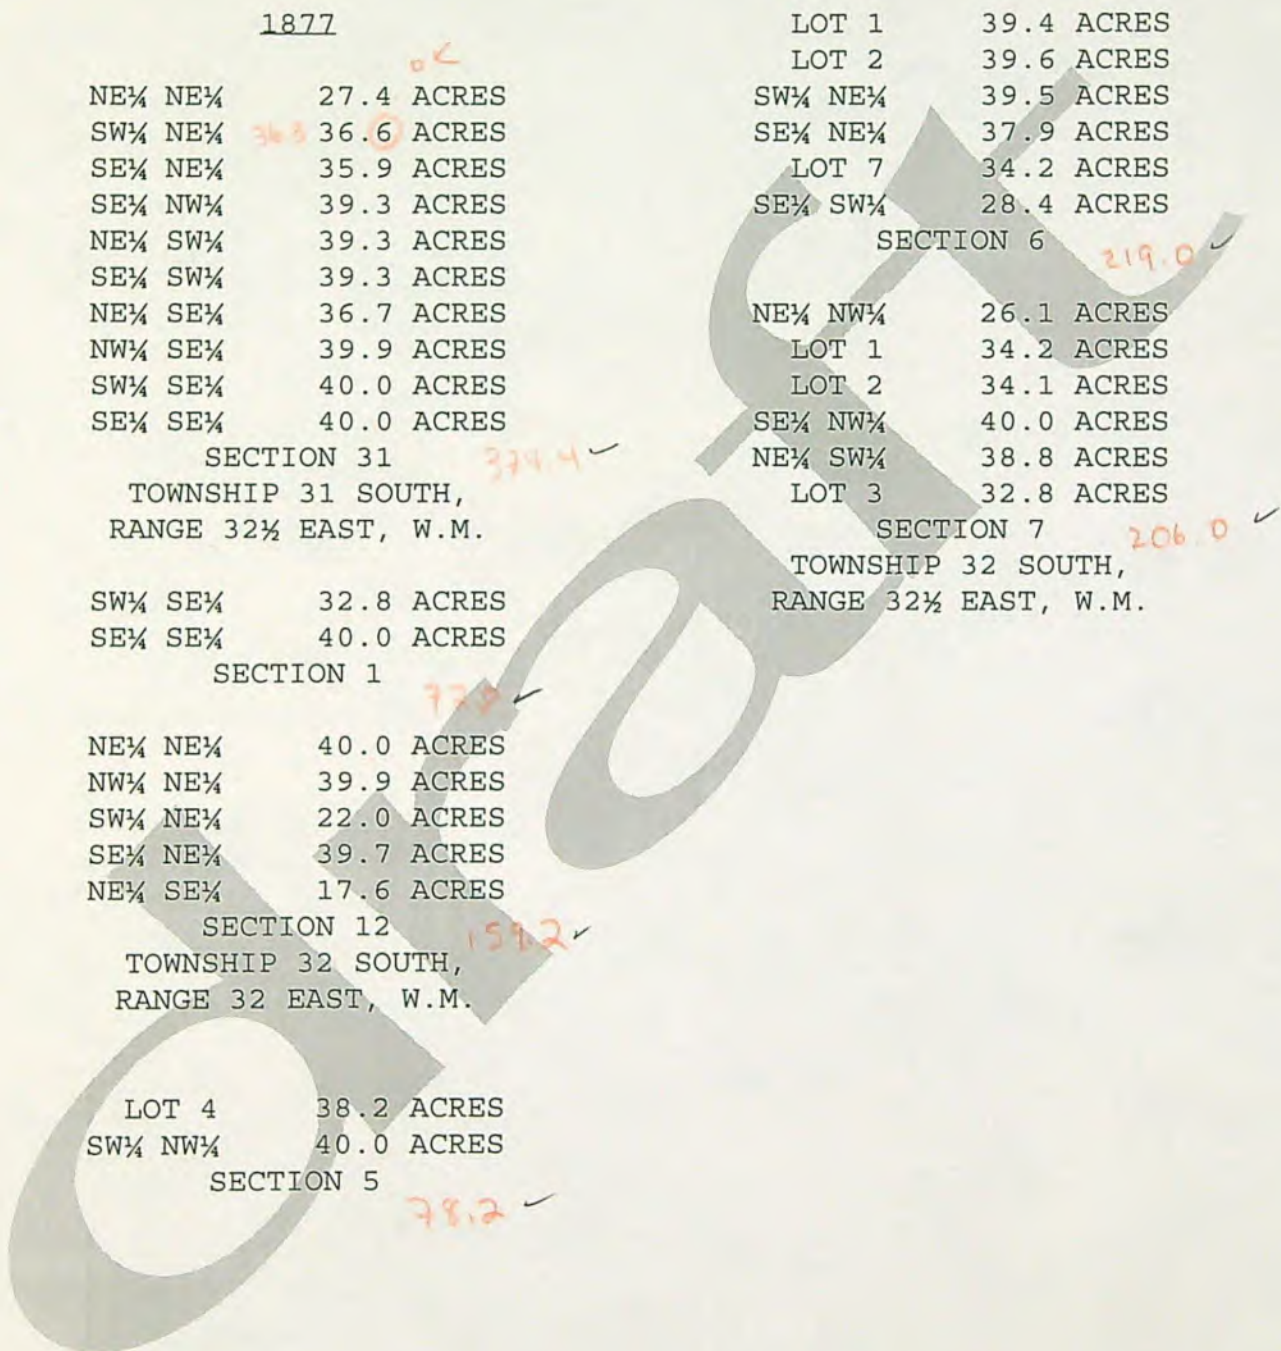 1877
ok
NE¼ NE¼ 27.4 ACRES
SW¼ NE¼ 36.3 36.6 ACRES
SE¼ NE¼ 35.9 ACRES
SE¼ NW¼ 39.3 ACRES
NE¼ SW¼ 39.3 ACRES
SE¼ SW¼ 39.3 ACRES
NE¼ SE¼ 36.7 ACRES
NW¼ SE¼ 39.9 ACRES
SW¼ SE¼ 40.0 ACRES
SE¼ SE¼ 40.0 ACRES
SECTION 31 374.4 ✓
TOWNSHIP 31 SOUTH,
RANGE 32½ EAST, W.M.
SW¼ SE¼ 32.8 ACRES
SE¼ SE¼ 40.0 ACRES
SECTION 1
72.8 ✓
NE¼ NE¼ 40.0 ACRES
NW¼ NE¼ 39.9 ACRES
SW¼ NE¼ 22.0 ACRES
SE¼ NE¼ 39.7 ACRES
NE¼ SE¼ 17.6 ACRES
SECTION 12 159.2 ✓
TOWNSHIP 32 SOUTH,
RANGE 32 EAST, W.M.
LOT 4 38.2 ACRES
SW¼ NW¼ 40.0 ACRES
SECTION 5
78.2 ✓
LOT 1 39.4 ACRES
LOT 2 39.6 ACRES
SW¼ NE¼ 39.5 ACRES
SE¼ NE¼ 37.9 ACRES
LOT 7 34.2 ACRES
SE¼ SW¼ 28.4 ACRES
SECTION 6 219.0 ✓
NE¼ NW¼ 26.1 ACRES
LOT 1 34.2 ACRES
LOT 2 34.1 ACRES
SE¼ NW¼ 40.0 ACRES
NE¼ SW¼ 38.8 ACRES
LOT 3 32.8 ACRES
SECTION 7 206.0 ✓
TOWNSHIP 32 SOUTH,
RANGE 32½ EAST, W.M.
draft